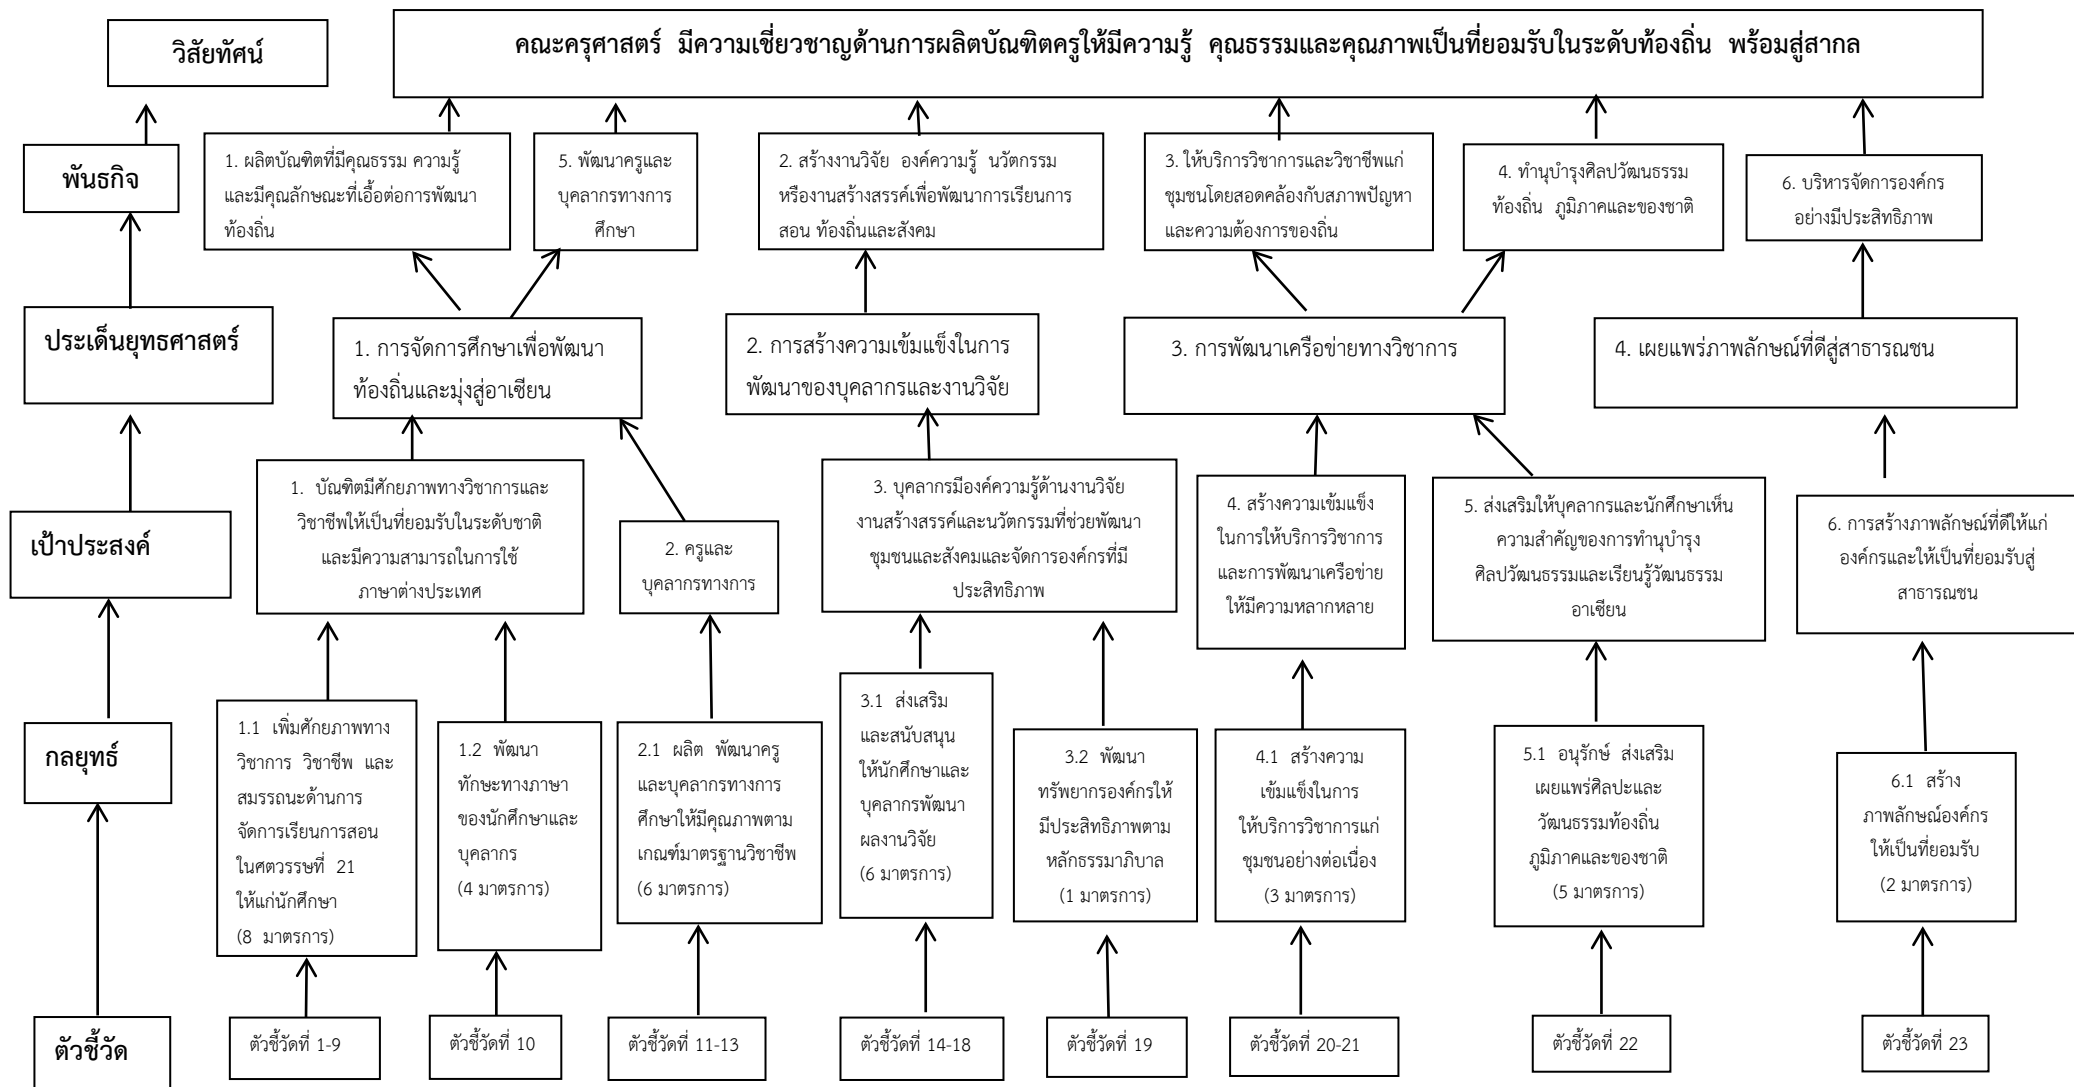 วิสัยทัศน์
คณะครุศาสตร์ มีความเชี่ยวชาญด้านการผลิตบัณฑิตครูให้มีความรู้ คุณธรรมและคุณภาพเป็นที่ยอมรับในระดับท้องถิ่น พร้อมสู่สากล
พันธกิจ
1. ผลิตบัณฑิตที่มีคุณธรรม ความรู้
และมีคุณลักษณะที่เอื้อต่อการพัฒนา
ท้องถิ่น
5. พัฒนาครูและ
บุคลากรทางการ
ศึกษา
2. สร้างงานวิจัย องค์ความรู้ นวัตกรรม
หรืองานสร้างสรรค์เพื่อพัฒนาการเรียนการ
สอน ท้องถิ่นและสังคม
3. ให้บริการวิชาการและวิชาชีพแก่
ชุมชนโดยสอดคล้องกับสภาพปัญหา
และความต้องการของถิ่น
4. ทำนุบำรุงศิลปวัฒนธรรม
ท้องถิ่น ภูมิภาคและของชาติ
6. บริหารจัดการองค์กร
อย่างมีประสิทธิภาพ
ประเด็นยุทธศาสตร์
1. การจัดการศึกษาเพื่อพัฒนา
ท้องถิ่นและมุ่งสู่อาเซียน
2. การสร้างความเข้มแข็งในการ
พัฒนาของบุคลากรและงานวิจัย
3. การพัฒนาเครือข่ายทางวิชาการ
4. เผยแพร่ภาพลักษณ์ที่ดีสู่สาธารณชน
เป้าประสงค์
1. บัณฑิตมีศักยภาพทางวิชาการและ
วิชาชีพให้เป็นที่ยอมรับในระดับชาติ
และมีความสามารถในการใช้
ภาษาต่างประเทศ
2. ครูและ
บุคลากรทางการ
3. บุคลากรมีองค์ความรู้ด้านงานวิจัย
งานสร้างสรรค์และนวัตกรรมที่ช่วยพัฒนา
ชุมชนและสังคมและจัดการองค์กรที่มี
ประสิทธิภาพ
4. สร้างความเข้มแข็ง
ในการให้บริการวิชาการ
และการพัฒนาเครือข่าย
ให้มีความหลากหลาย
5. ส่งเสริมให้บุคลากรและนักศึกษาเห็น
ความสำคัญของการทำนุบำรุง
ศิลปวัฒนธรรมและเรียนรู้วัฒนธรรม
อาเซียน
6. การสร้างภาพลักษณ์ที่ดีให้แก่
องค์กรและให้เป็นที่ยอมรับสู่
สาธารณชน
กลยุทธ์
1.1 เพิ่มศักยภาพทาง
วิชาการ วิชาชีพ และ
สมรรถนะด้านการ
จัดการเรียนการสอน
ในศตวรรษที่ 21
ให้แก่นักศึกษา
(8 มาตรการ)
1.2 พัฒนา
ทักษะทางภาษา
ของนักศึกษาและ
บุคลากร
(4 มาตรการ)
2.1 ผลิต พัฒนาครู
และบุคลากรทางการ
ศึกษาให้มีคุณภาพตาม
เกณฑ์มาตรฐานวิชาชีพ
(6 มาตรการ)
3.1 ส่งเสริม
และสนับสนุน
ให้นักศึกษาและ
บุคลากรพัฒนา
ผลงานวิจัย
(6 มาตรการ)
3.2 พัฒนา
ทรัพยากรองค์กรให้
มีประสิทธิภาพตาม
หลักธรรมาภิบาล
(1 มาตรการ)
4.1 สร้างความ
เข้มแข็งในการ
ให้บริการวิชาการแก่
ชุมชนอย่างต่อเนื่อง
(3 มาตรการ)
5.1 อนุรักษ์ ส่งเสริม
เผยแพร่ศิลปะและ
วัฒนธรรมท้องถิ่น
ภูมิภาคและของชาติ
(5 มาตรการ)
6.1 สร้าง
ภาพลักษณ์องค์กร
ให้เป็นที่ยอมรับ
(2 มาตรการ)
ตัวชี้วัด
ตัวชี้วัดที่ 1-9
ตัวชี้วัดที่ 10
ตัวชี้วัดที่ 11-13
ตัวชี้วัดที่ 14-18
ตัวชี้วัดที่ 19
ตัวชี้วัดที่ 20-21
ตัวชี้วัดที่ 22
ตัวชี้วัดที่ 23